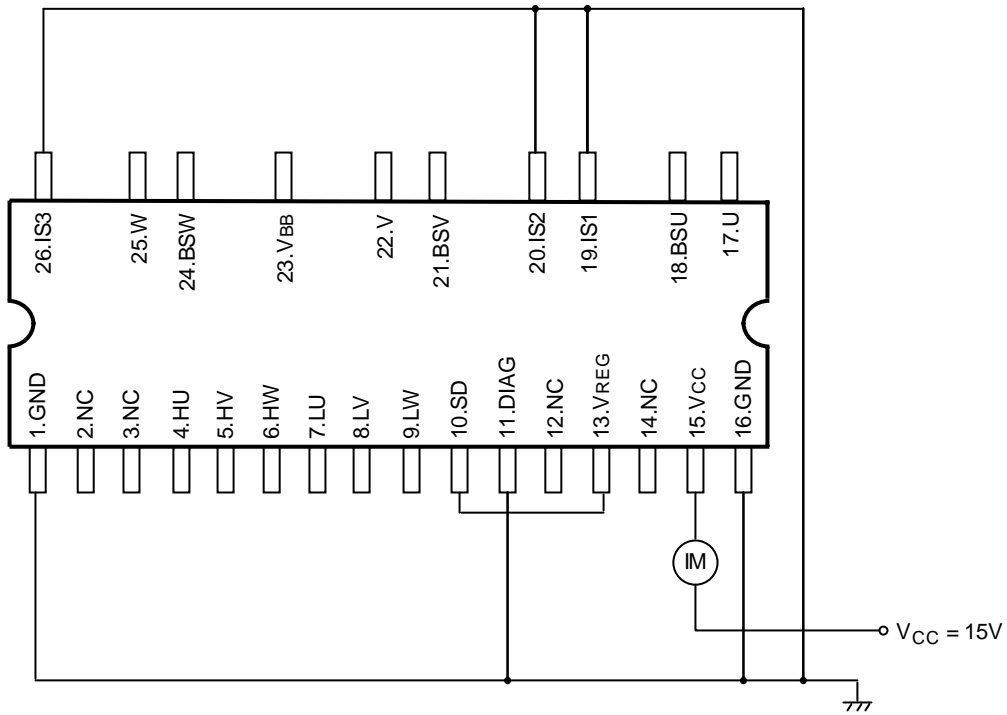 26.IS3
25.W
24.BSW
23.VBB
22.V
21.BSV
20.IS2
19.IS1
18.BSU
17.U
1.GND
2.NC
3.NC
4.HU
5.HV
6.HW
7.LU
8.LV
9.LW
10.SD
11.DIAG
12.NC
13.VREG
14.NC
15.VCC
16.GND
IM
VCC = 15V